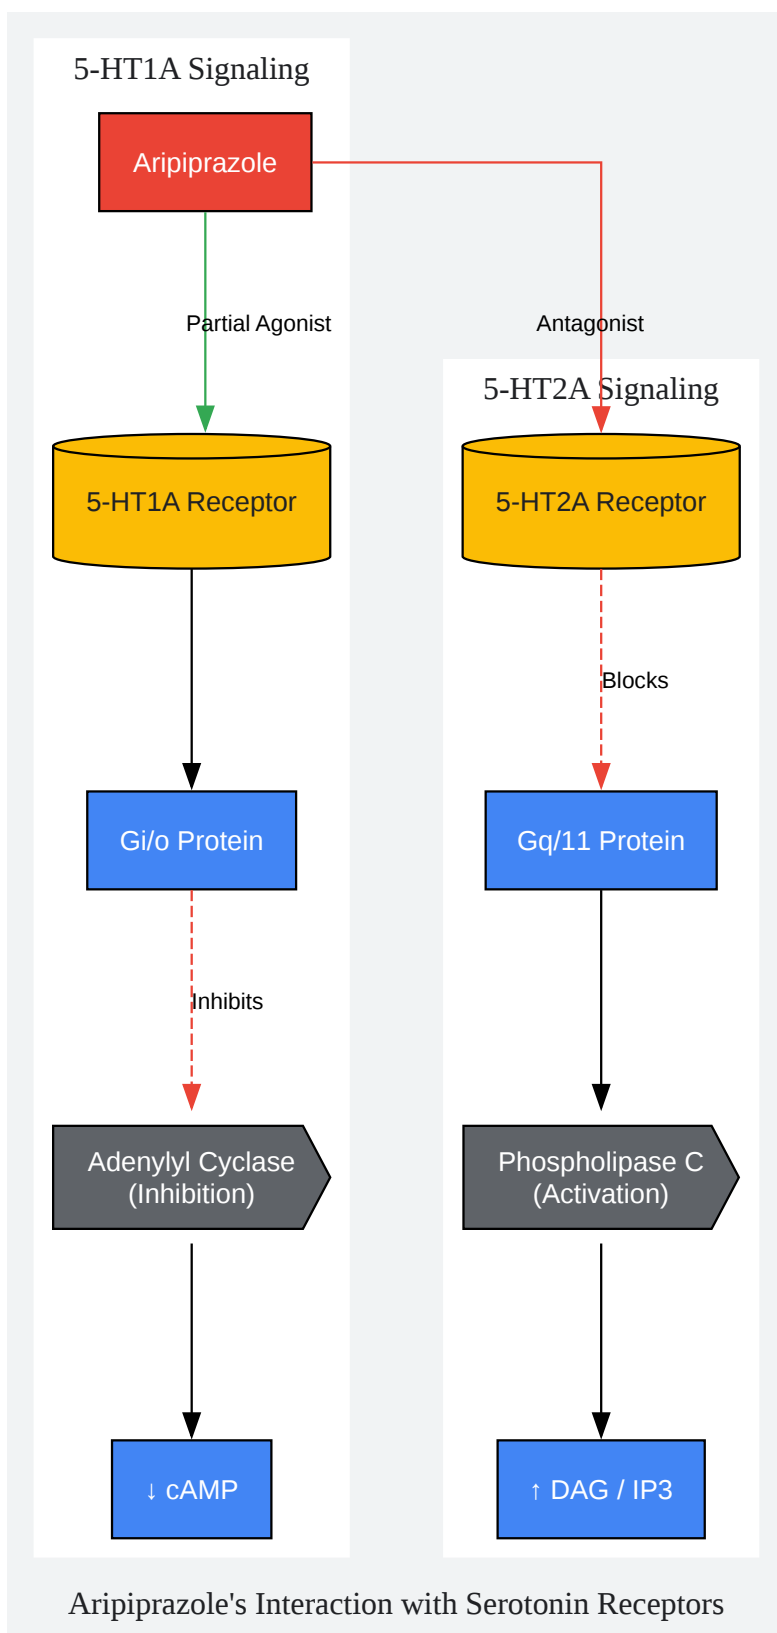 5-HT1A Signaling
Aripiprazole
Partial Agonist
Antagonist
5-HT2A Signaling
5-HT1A Receptor
5-HT2A Receptor
Blocks
Gi/o Protein
Gq/11 Protein
Inhibits
Adenylyl Cyclase
(Inhibition)
Phospholipase C
(Activation)
↓ cAMP
↑ DAG / IP3
Aripiprazole's Interaction with Serotonin Receptors